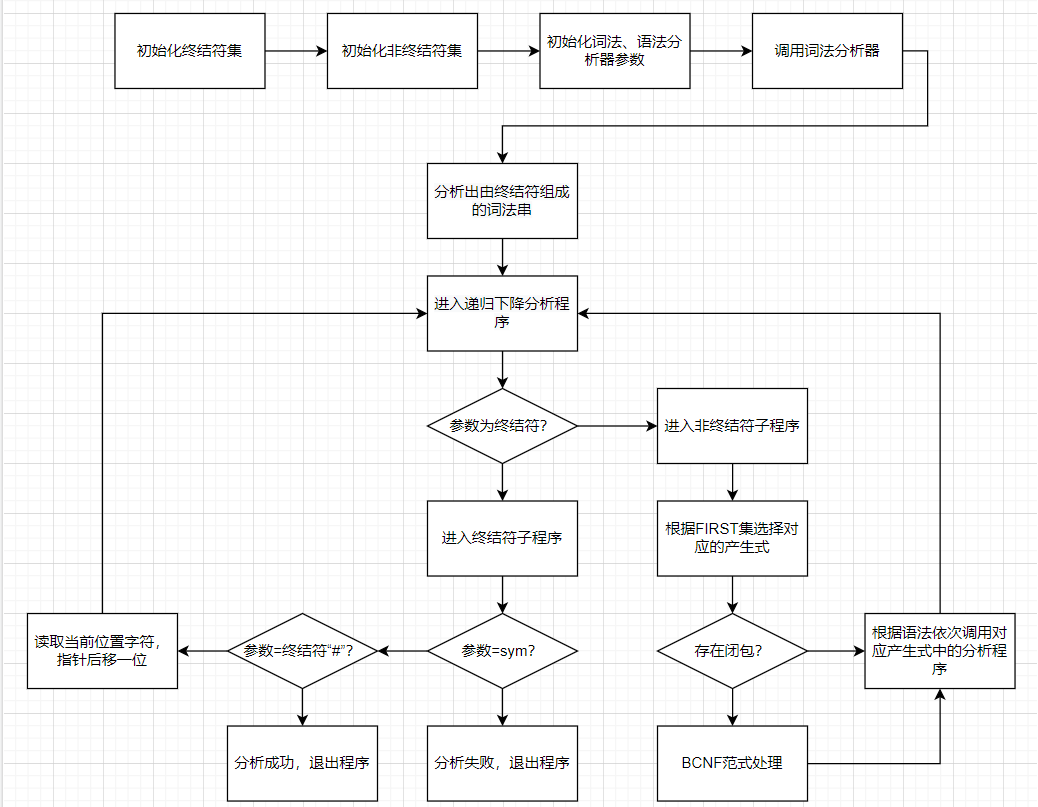 初始化终结符集
初始化非终结符集
初始化词法、语法分
析器参数
调用词法分析器
分析出由终结符组成
的词法串
进入递归下降分析程
序
参数为终结符？
进入非终结符子程序
进入终结符子程序
根据FIRST集选择对
应的产生式
读取当前位置字符，
指针后移一位
参数=终结符“#”？
参数=sym？
存在闭包？
根据语法依次调用对
应产生式中的分析程
序
分析成功，退出程序
分析失败，退出程序
BCNF范式处理